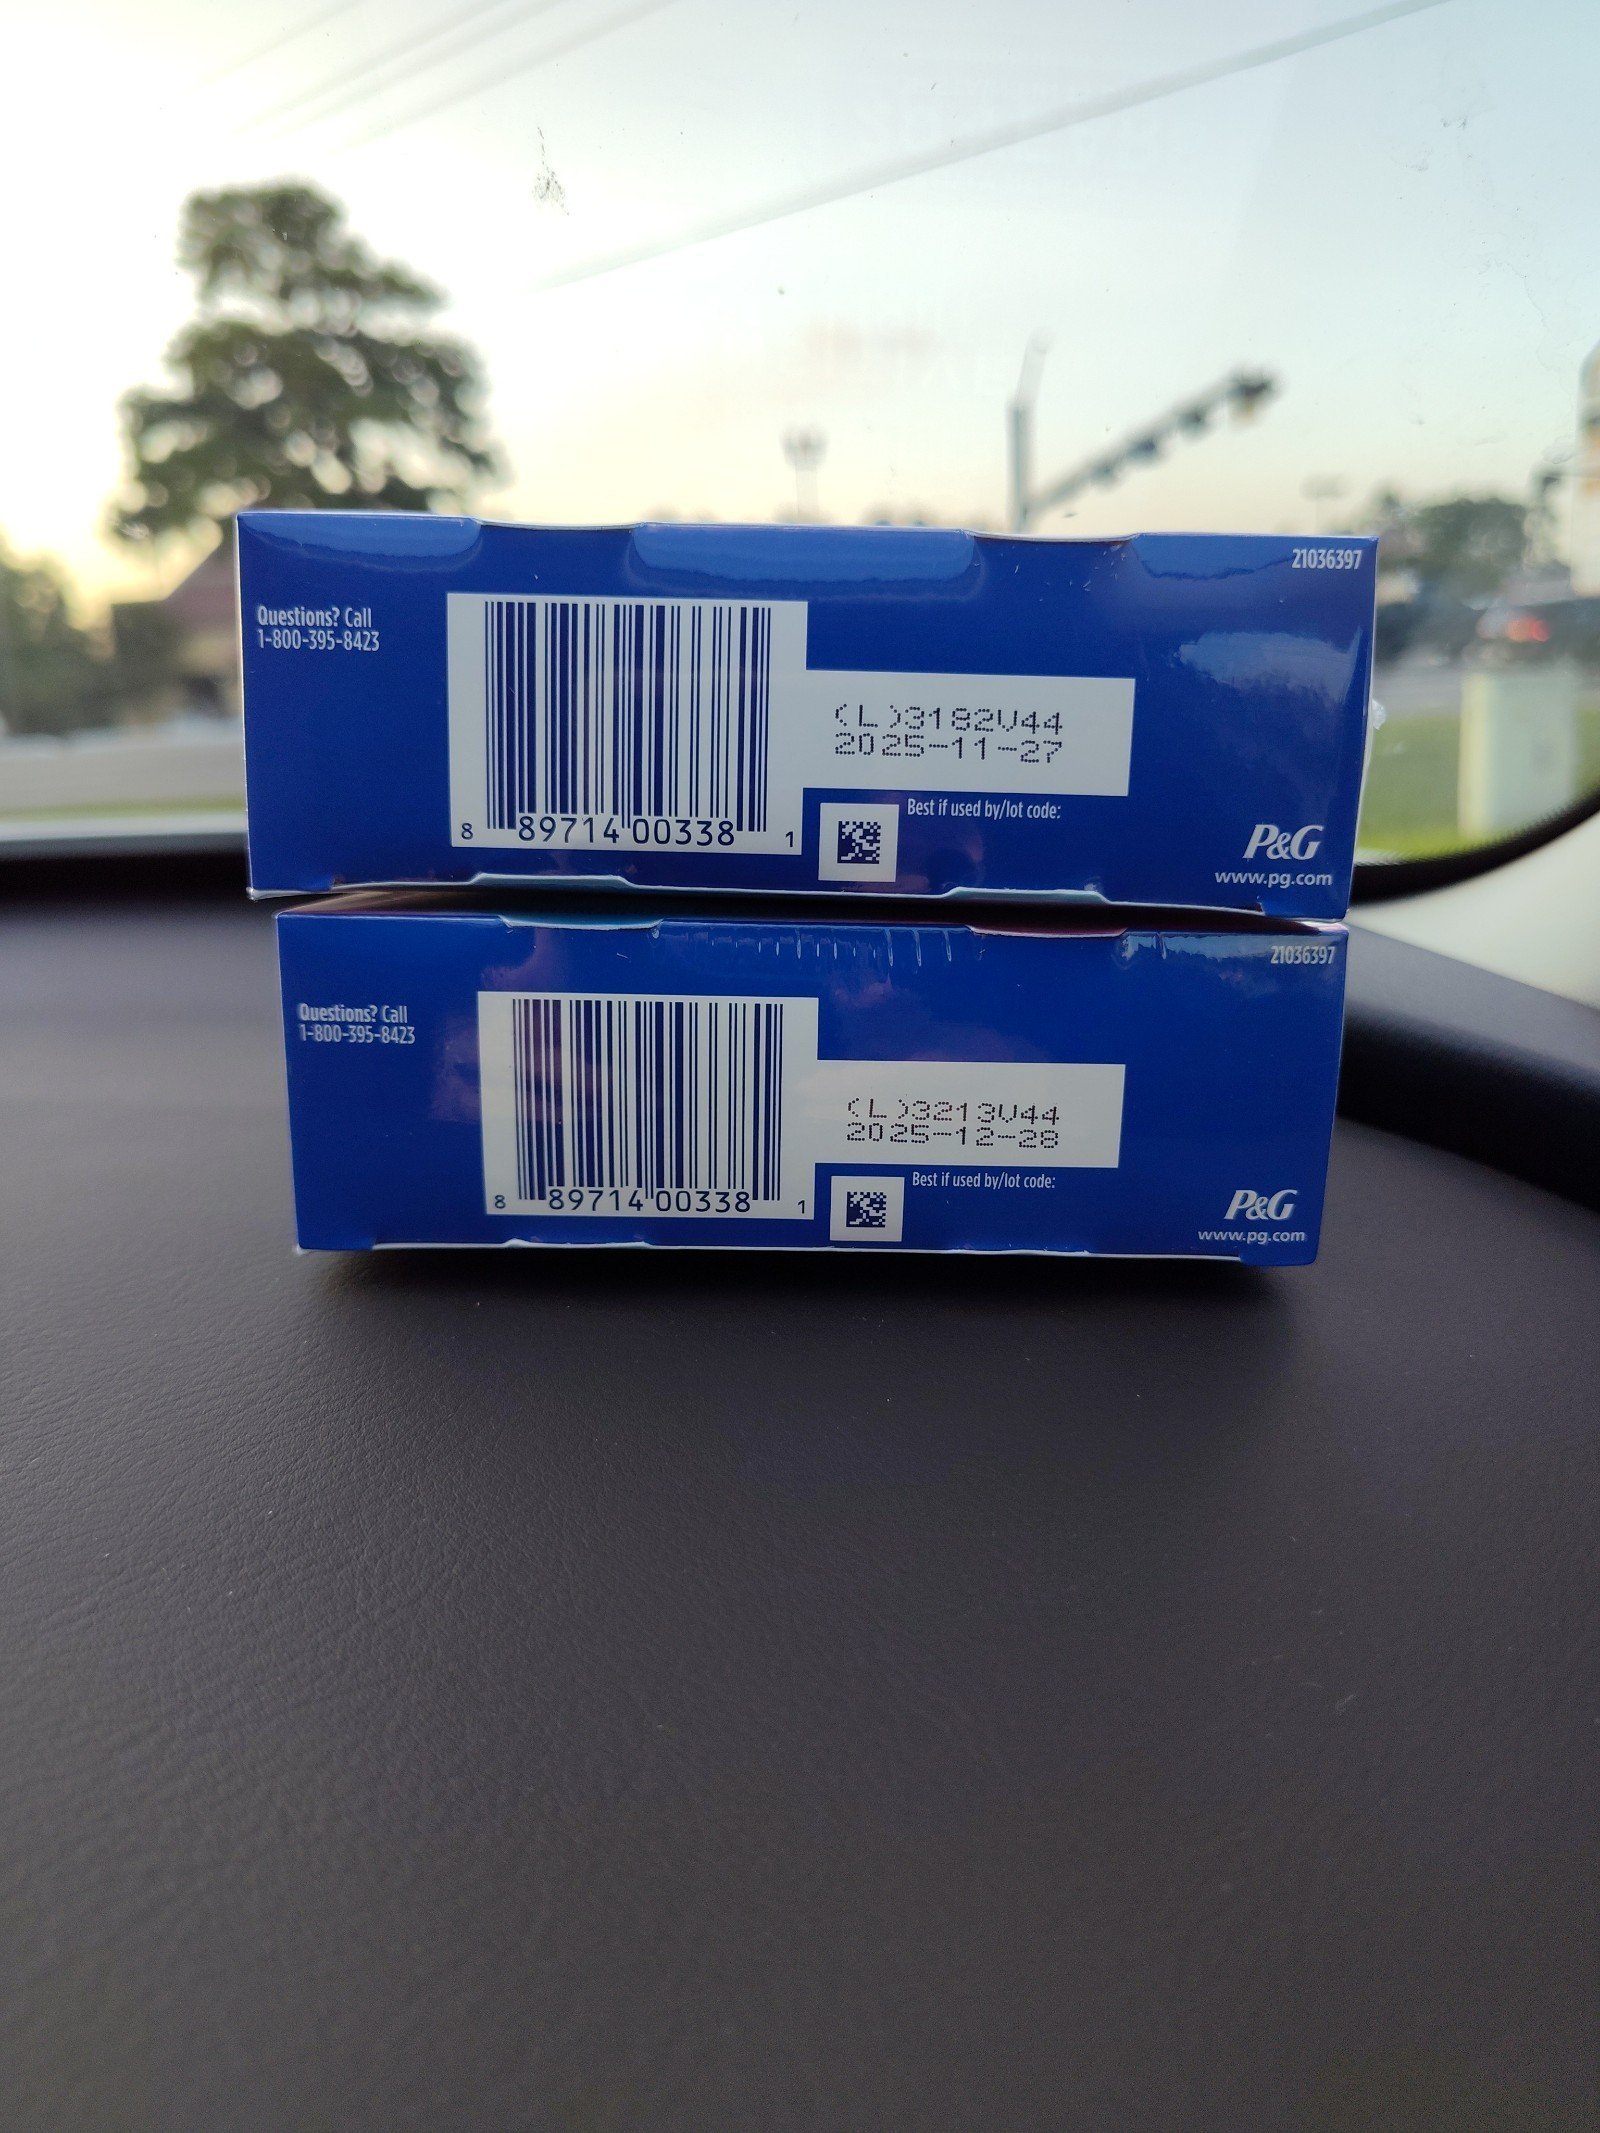 21036397
Questions? Call
1-800-395-8423
8 89714 00338 1
(L)3182V44
2025-11-27
Best if used by/lot code:
P&G
www.pg.com
21036397
Questions? Call
1-800-395-8423
8 89714 00338 1
(L)3213V44
2025-12-28
Best if used by/lot code:
P&G
www.pg.com